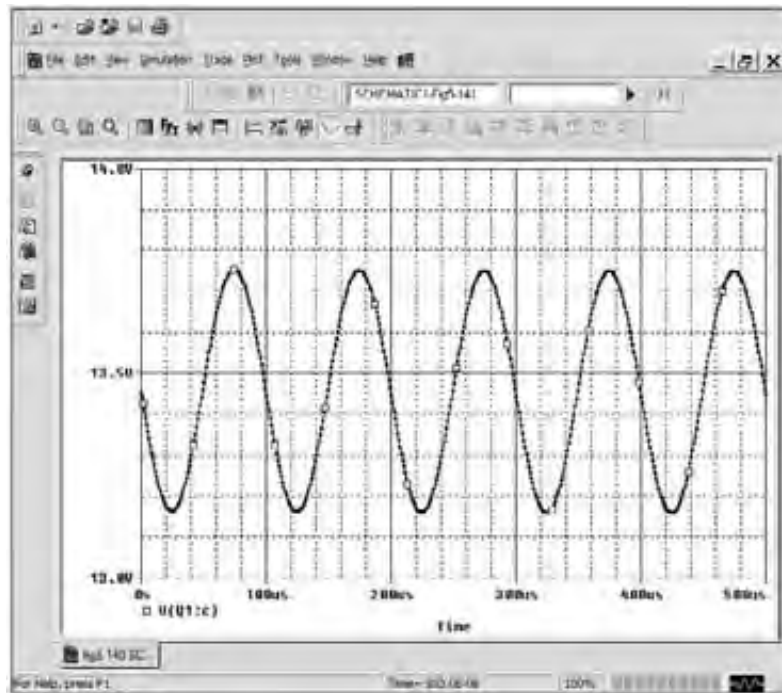 File Edit View Simulation Trace Plot Tools Window Help
14.0V
13.5V
13.0V
0s 100us 200us 300us 400us 500us
V(Q1:c)
Time
For Help, press F1
100%